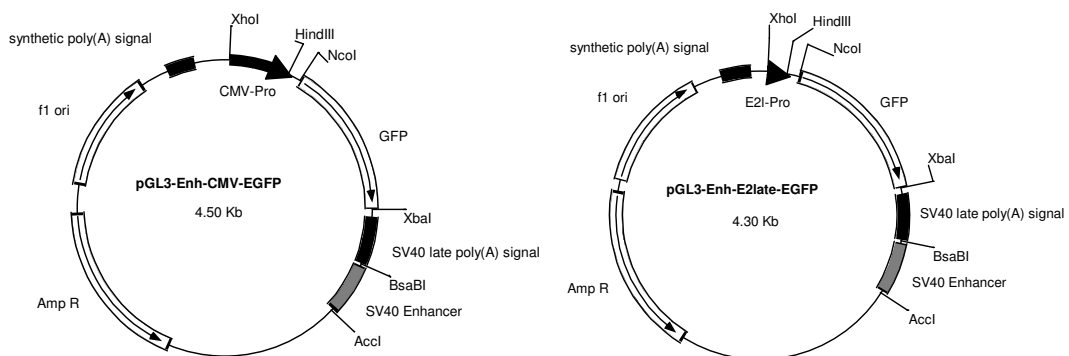 XhoI
HindIII
NcoI
synthetic poly(A) signal
CMV-Pro
f1 ori
GFP
pGL3-Enh-CMV-EGFP
4.50 Kb
XbaI
SV40 late poly(A) signal
BsaBI
SV40 Enhancer
Amp R
AccI
XhoI
HindIII
NcoI
synthetic poly(A) signal
E2l-Pro
f1 ori
GFP
XbaI
pGL3-Enh-E2late-EGFP
4.30 Kb
SV40 late poly(A) signal
BsaBI
SV40 Enhancer
Amp R
AccI